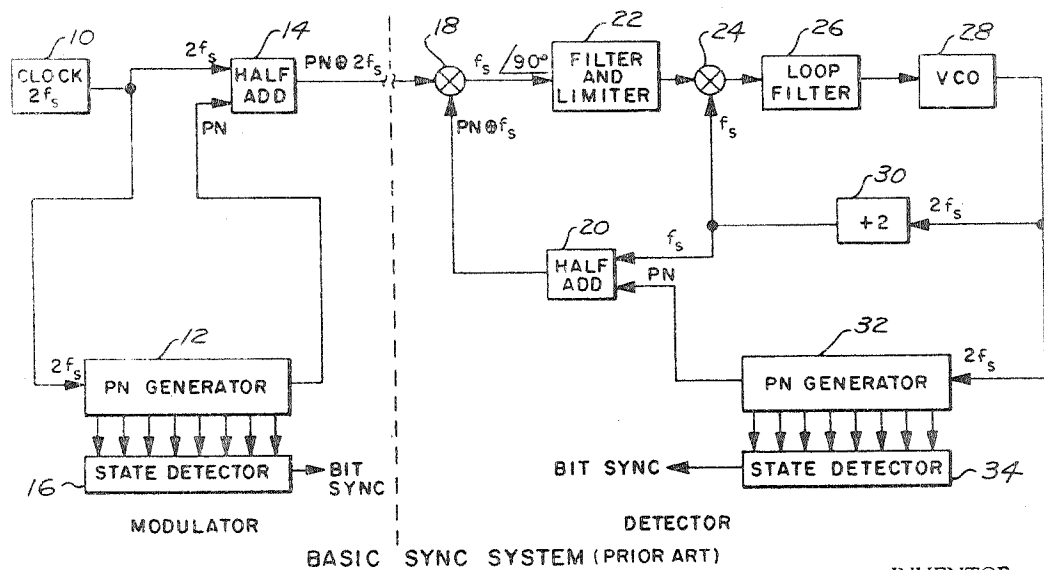 10
CLOCK
2fs
2fs
14
HALF
ADD
PN⊕2fs
PN
18
fs
/90°
22
FILTER
AND
LIMITER
24
26
LOOP
FILTER
28
VCO
PN⊕fs
fs
30
+2
2fs
20
HALF
ADD
fs
PN
12
2fs
PN GENERATOR
32
PN GENERATOR
2fs
16
STATE DETECTOR
BIT
SYNC
BIT SYNC
STATE DETECTOR
34
MODULATOR
DETECTOR
BASIC SYNC SYSTEM (PRIOR ART)